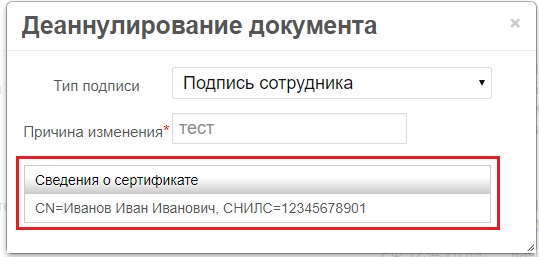 Деаннулирование документа
×
Тип подписи
Подпись сотрудника
Причина изменения*
тест
Сведения о сертификате
CN=Иванов Иван Иванович, СНИЛС=12345678901